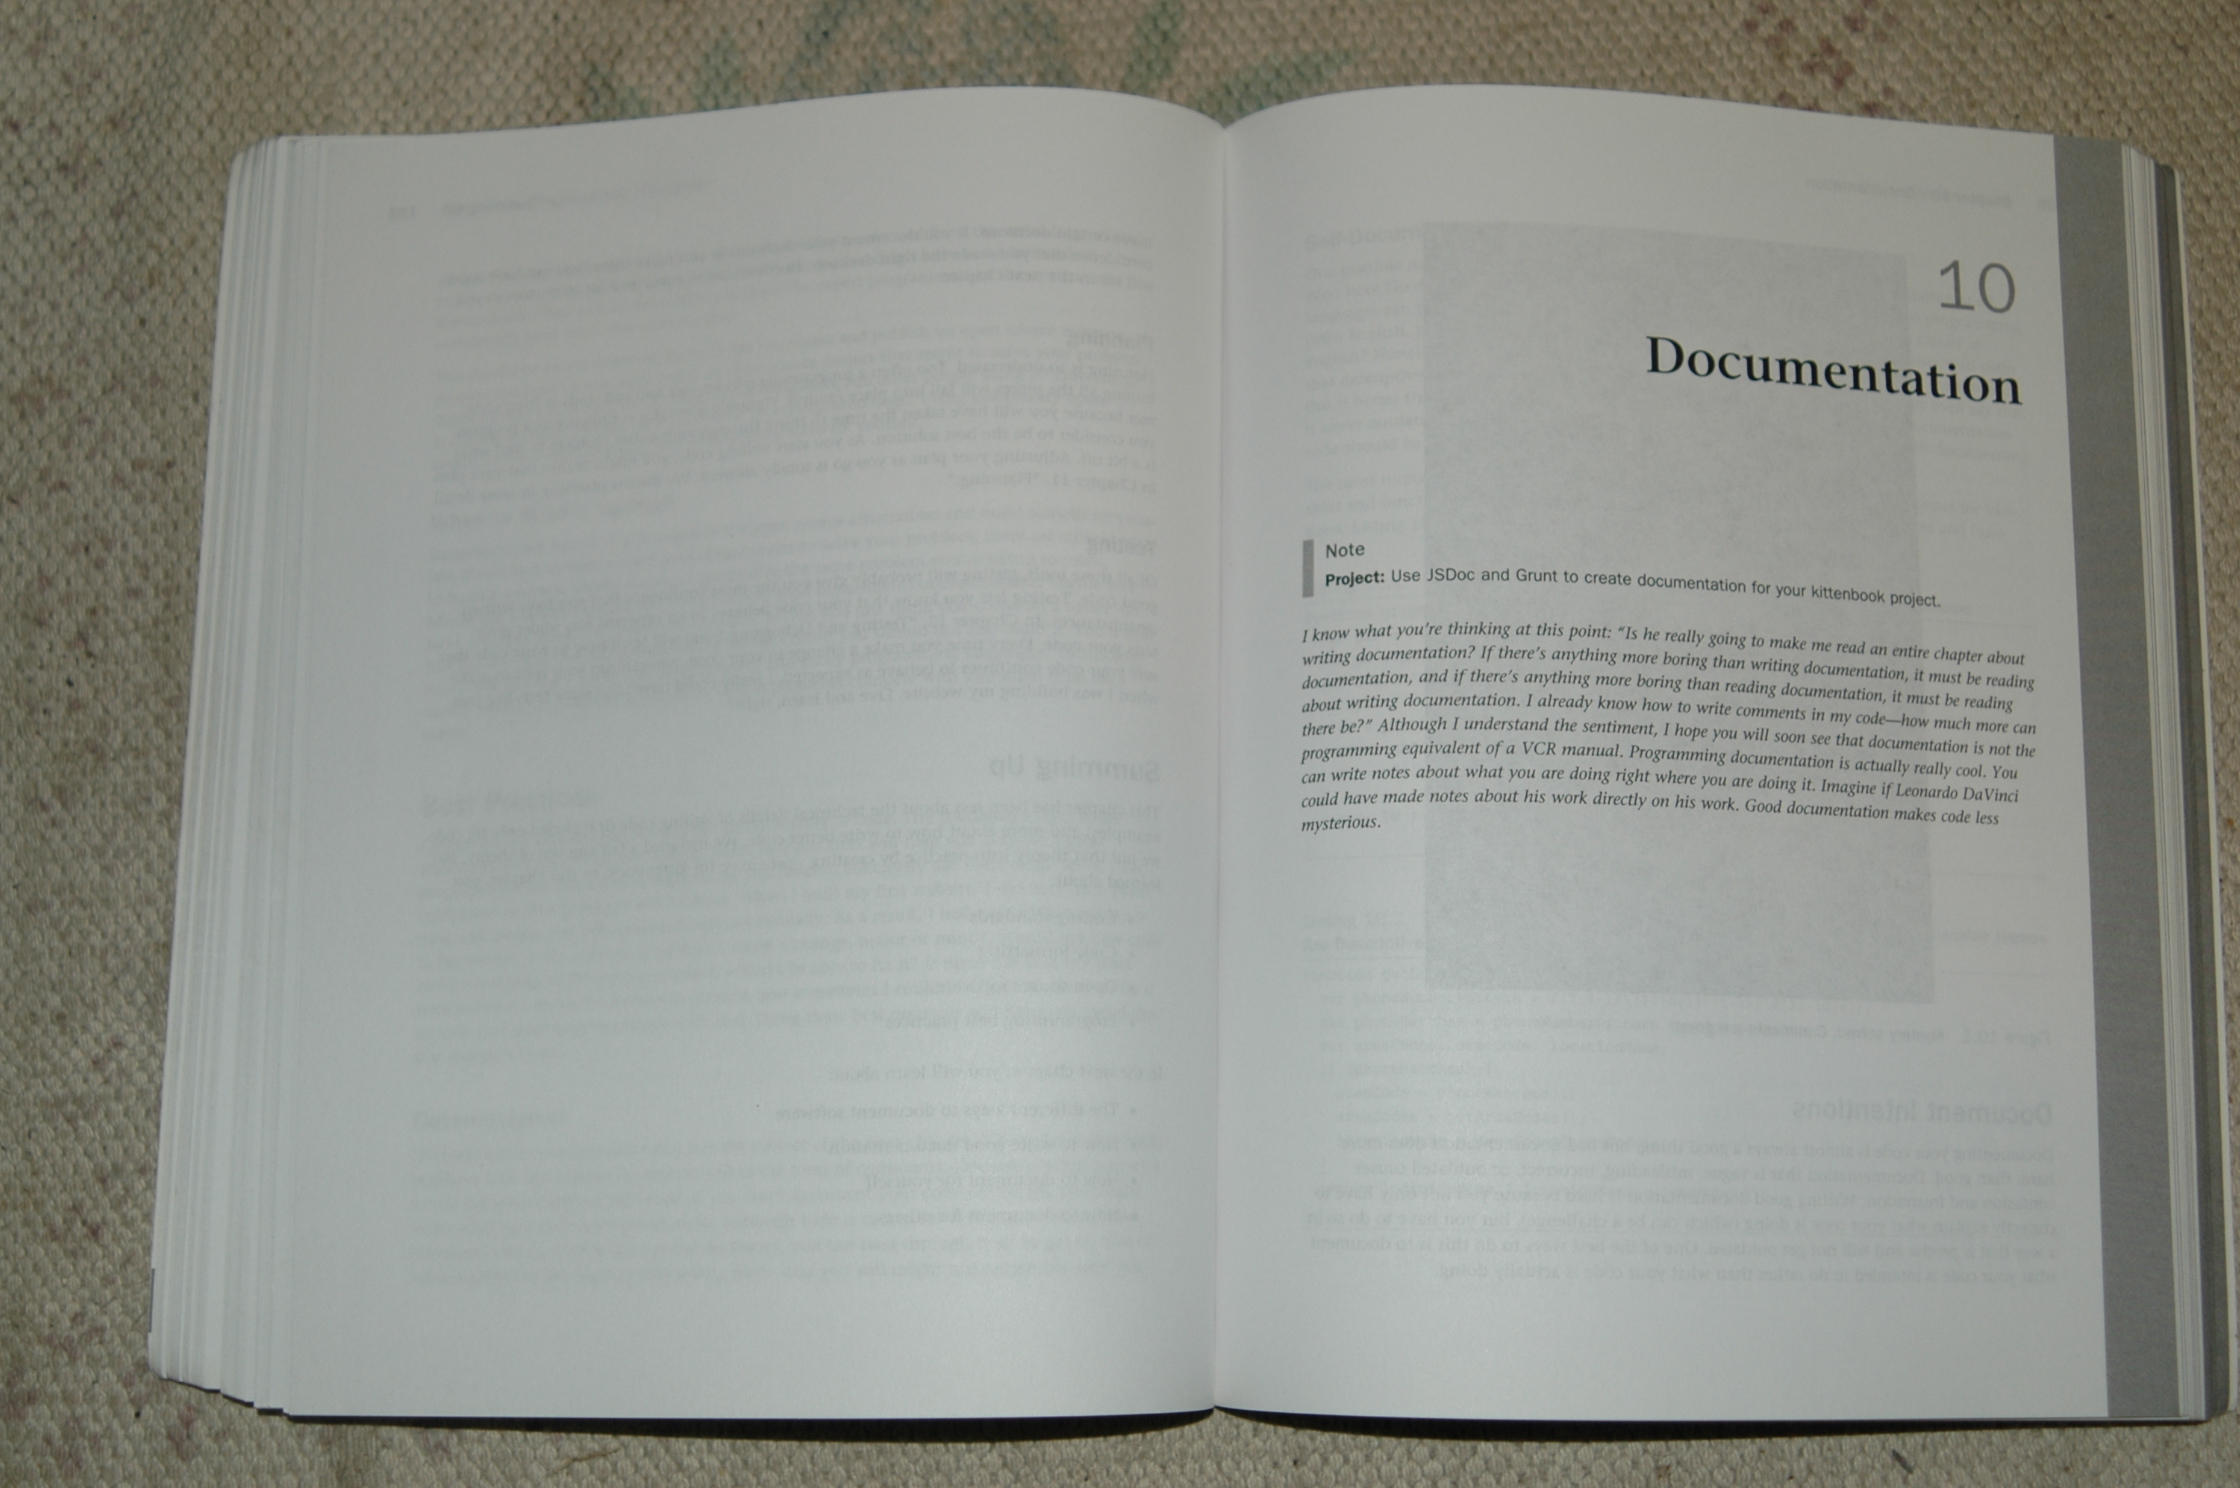 10
Documentation
Note
Project: Use JSDoc and Grunt to create documentation for your kittenbook project.
I know what you're thinking at this point: "Is he really going to make me read an entire chapter about
writing documentation? If there's anything more boring than writing documentation, it must be reading
documentation, and if there's anything more boring than reading documentation, it must be reading
about writing documentation. I already know how to write comments in my code—how much more can
there be?" Although I understand the sentiment, I hope you will soon see that documentation is not the
programming equivalent of a VCR manual. Programming documentation is actually really cool. You
can write notes about what you are doing right where you are doing it. Imagine if Leonardo DaVinci
could have made notes about his work directly on his work. Good documentation makes code less
mysterious.